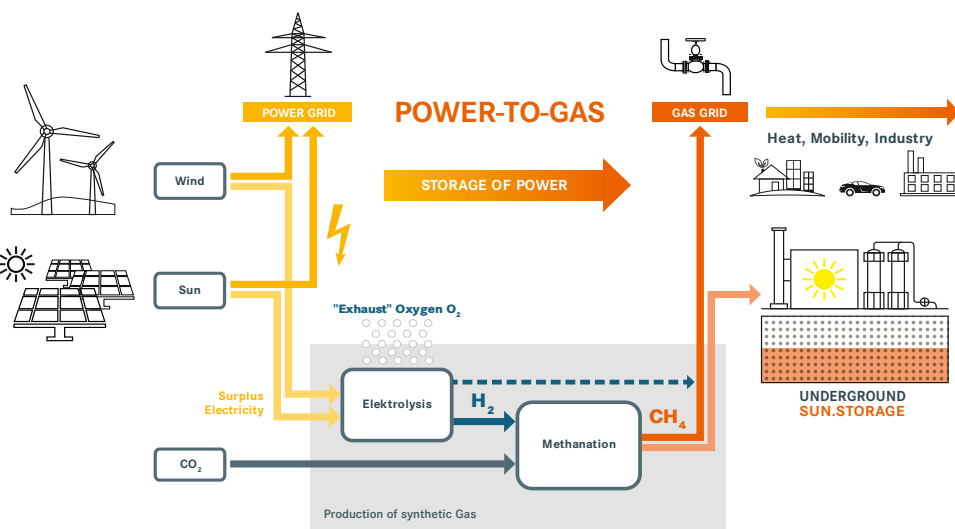 POWER GRID
POWER-TO-GAS
GAS GRID
Heat, Mobility, Industry
Wind
STORAGE OF POWER
Sun
"Exhaust" Oxygen O₂
Surplus
Electricity
Elektrolysis
H₂
CH₄
Methanation
UNDERGROUND
SUN.STORAGE
CO₂
Production of synthetic Gas